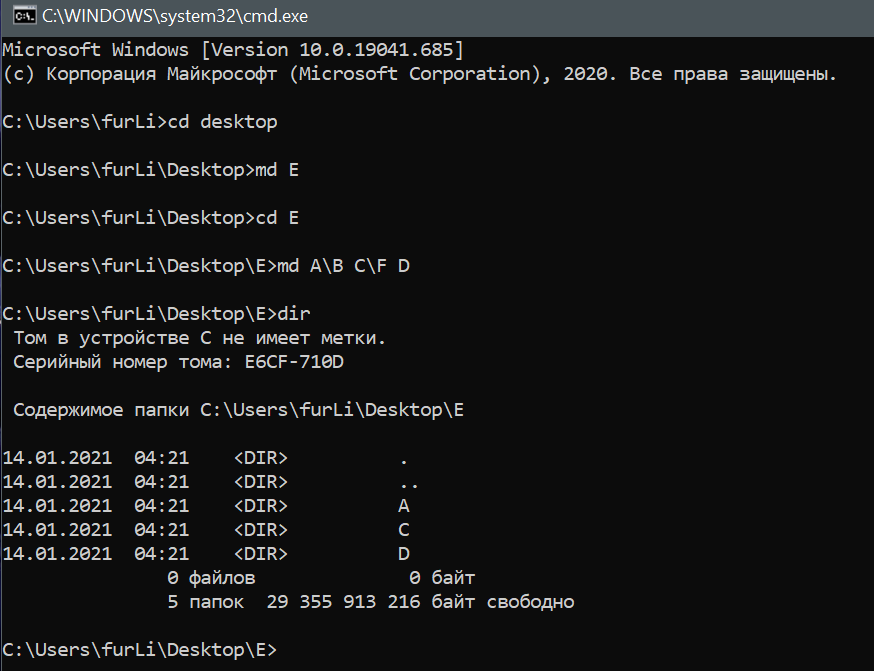 C:\WINDOWS\system32\cmd.exe
Microsoft Windows [Version 10.0.19041.685]
(c) Корпорация Майкрософт (Microsoft Corporation), 2020. Все права защищены.
C:\Users\furLi>cd desktop
C:\Users\furLi\Desktop>md E
C:\Users\furLi\Desktop>cd E
C:\Users\furLi\Desktop\E>md A\B C\F D
C:\Users\furLi\Desktop\E>dir
Том в устройстве C не имеет метки.
Серийный номер тома: E6CF-710D
Содержимое папки C:\Users\furLi\Desktop\E
14.01.2021  04:21    <DIR>          .
14.01.2021  04:21    <DIR>          ..
14.01.2021  04:21    <DIR>          A
14.01.2021  04:21    <DIR>          C
14.01.2021  04:21    <DIR>          D
0 файлов              0 байт
5 папок  29 355 913 216 байт свободно
C:\Users\furLi\Desktop\E>